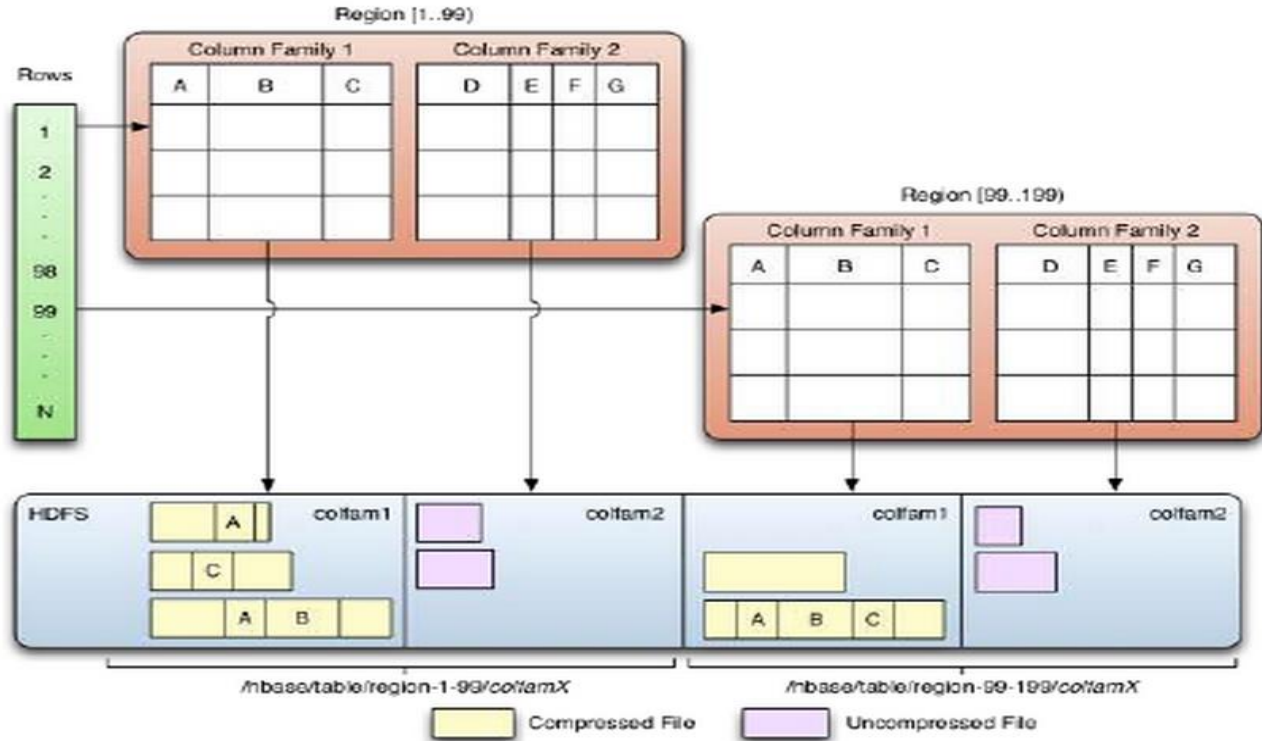 Region [1..99)
Column Family 1
Column Family 2
Rows
A B C
D E F G
1
2
.
.
.
98
99
.
.
.
N
Region [99..199)
Column Family 1
Column Family 2
A B C
D E F G
HDFS
colfam1
colfam2
colfam1
colfam2
A
C
A B
A B C
/hbase/table/region-1-99/colfamX
/hbase/table/region-99-199/colfamX
Compressed File
Uncompressed File